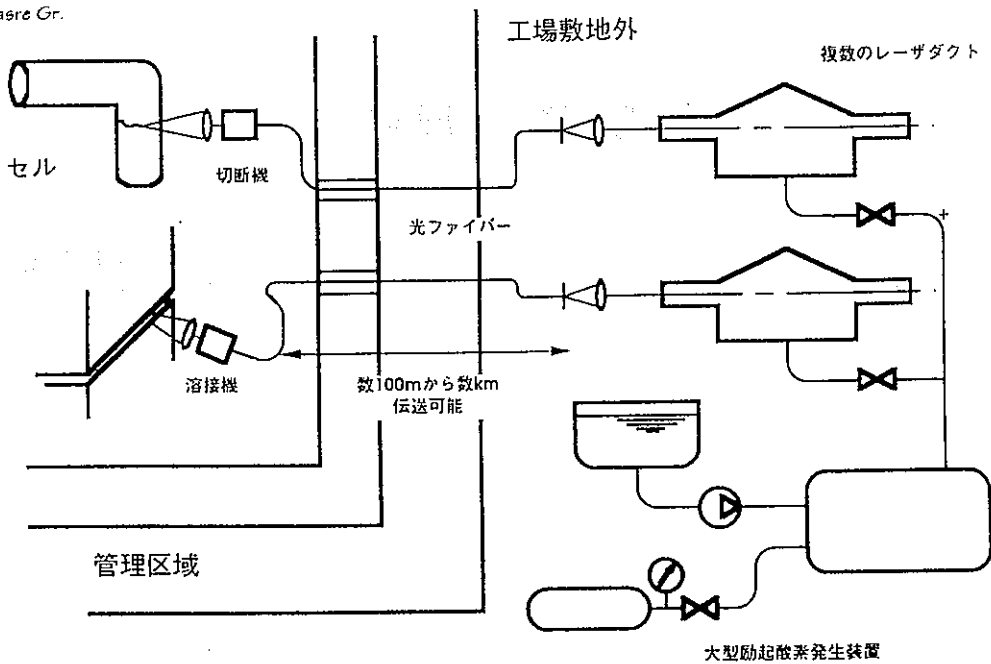 Gr.
工場敷地外
複数のレーザダクト
セル
切断機
光ファイバー
溶接機
数100mから数km
伝送可能
管理区域
大型励起酸素発生装置